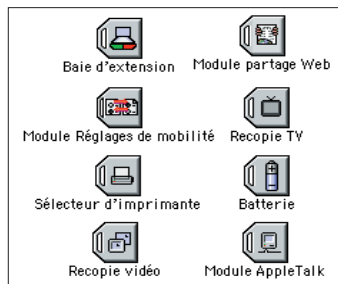 Baie d'extension
Module partage Web
Module Réglages de mobilité
Recopie TV
Sélecteur d'imprimante
Batterie
Recopie vidéo
Module AppleTalk